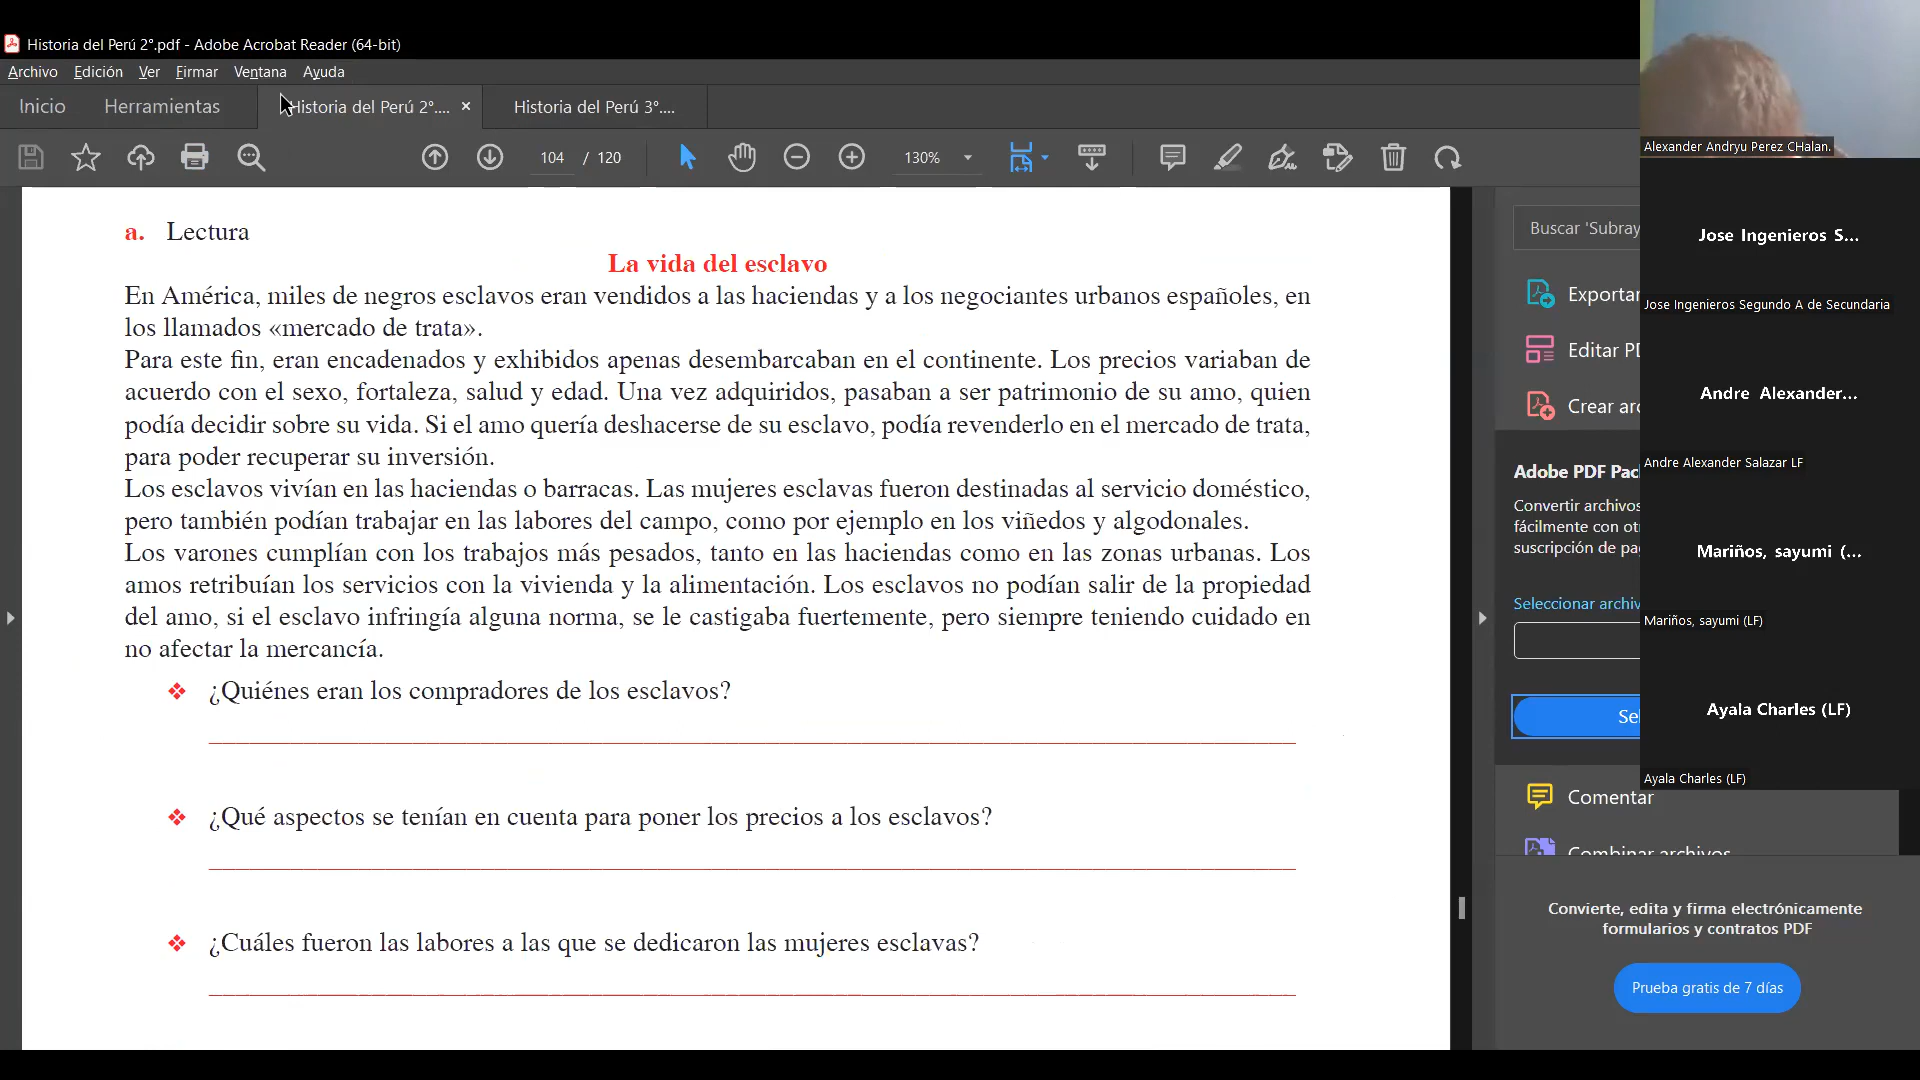 Historia del Perú 2°.pdf - Adobe Acrobat Reader (64-bit)
Archivo Edición Ver Firmar Ventana Ayuda
Inicio Herramientas Historia del Perú 2°.... × Historia del Perú 3°....
104 / 120 130%
a. Lectura
La vida del esclavo
En América, miles de negros esclavos eran vendidos a las haciendas y a los negociantes urbanos españoles, en
los llamados «mercado de trata».
Para este fin, eran encadenados y exhibidos apenas desembarcaban en el continente. Los precios variaban de
acuerdo con el sexo, fortaleza, salud y edad. Una vez adquiridos, pasaban a ser patrimonio de su amo, quien
podía decidir sobre su vida. Si el amo quería deshacerse de su esclavo, podía revenderlo en el mercado de trata,
para poder recuperar su inversión.
Los esclavos vivían en las haciendas o barracas. Las mujeres esclavas fueron destinadas al servicio doméstico,
pero también podían trabajar en las labores del campo, como por ejemplo en los viñedos y algodonales.
Los varones cumplían con los trabajos más pesados, tanto en las haciendas como en las zonas urbanas. Los
amos retribuían los servicios con la vivienda y la alimentación. Los esclavos no podían salir de la propiedad
del amo, si el esclavo infringía alguna norma, se le castigaba fuertemente, pero siempre teniendo cuidado en
no afectar la mercancía.
¿Quiénes eran los compradores de los esclavos?
¿Qué aspectos se tenían en cuenta para poner los precios a los esclavos?
¿Cuáles fueron las labores a las que se dedicaron las mujeres esclavas?
Buscar 'Subray
Exportar
Editar PD
Crear arc
Adobe PDF Pac
Convertir archivos
fácilmente con ot
suscripción de pag
Seleccionar archiv
Sel
Comentar
Combinar archivos
Convierte, edita y firma electrónicamente
formularios y contratos PDF
Prueba gratis de 7 días
Alexander Andryu Perez CHalan.
Jose Ingenieros S...
Jose Ingenieros Segundo A de Secundaria
Andre Alexander...
Andre Alexander Salazar LF
Mariños, sayumi (...
Mariños, sayumi (LF)
Ayala Charles (LF)
Ayala Charles (LF)